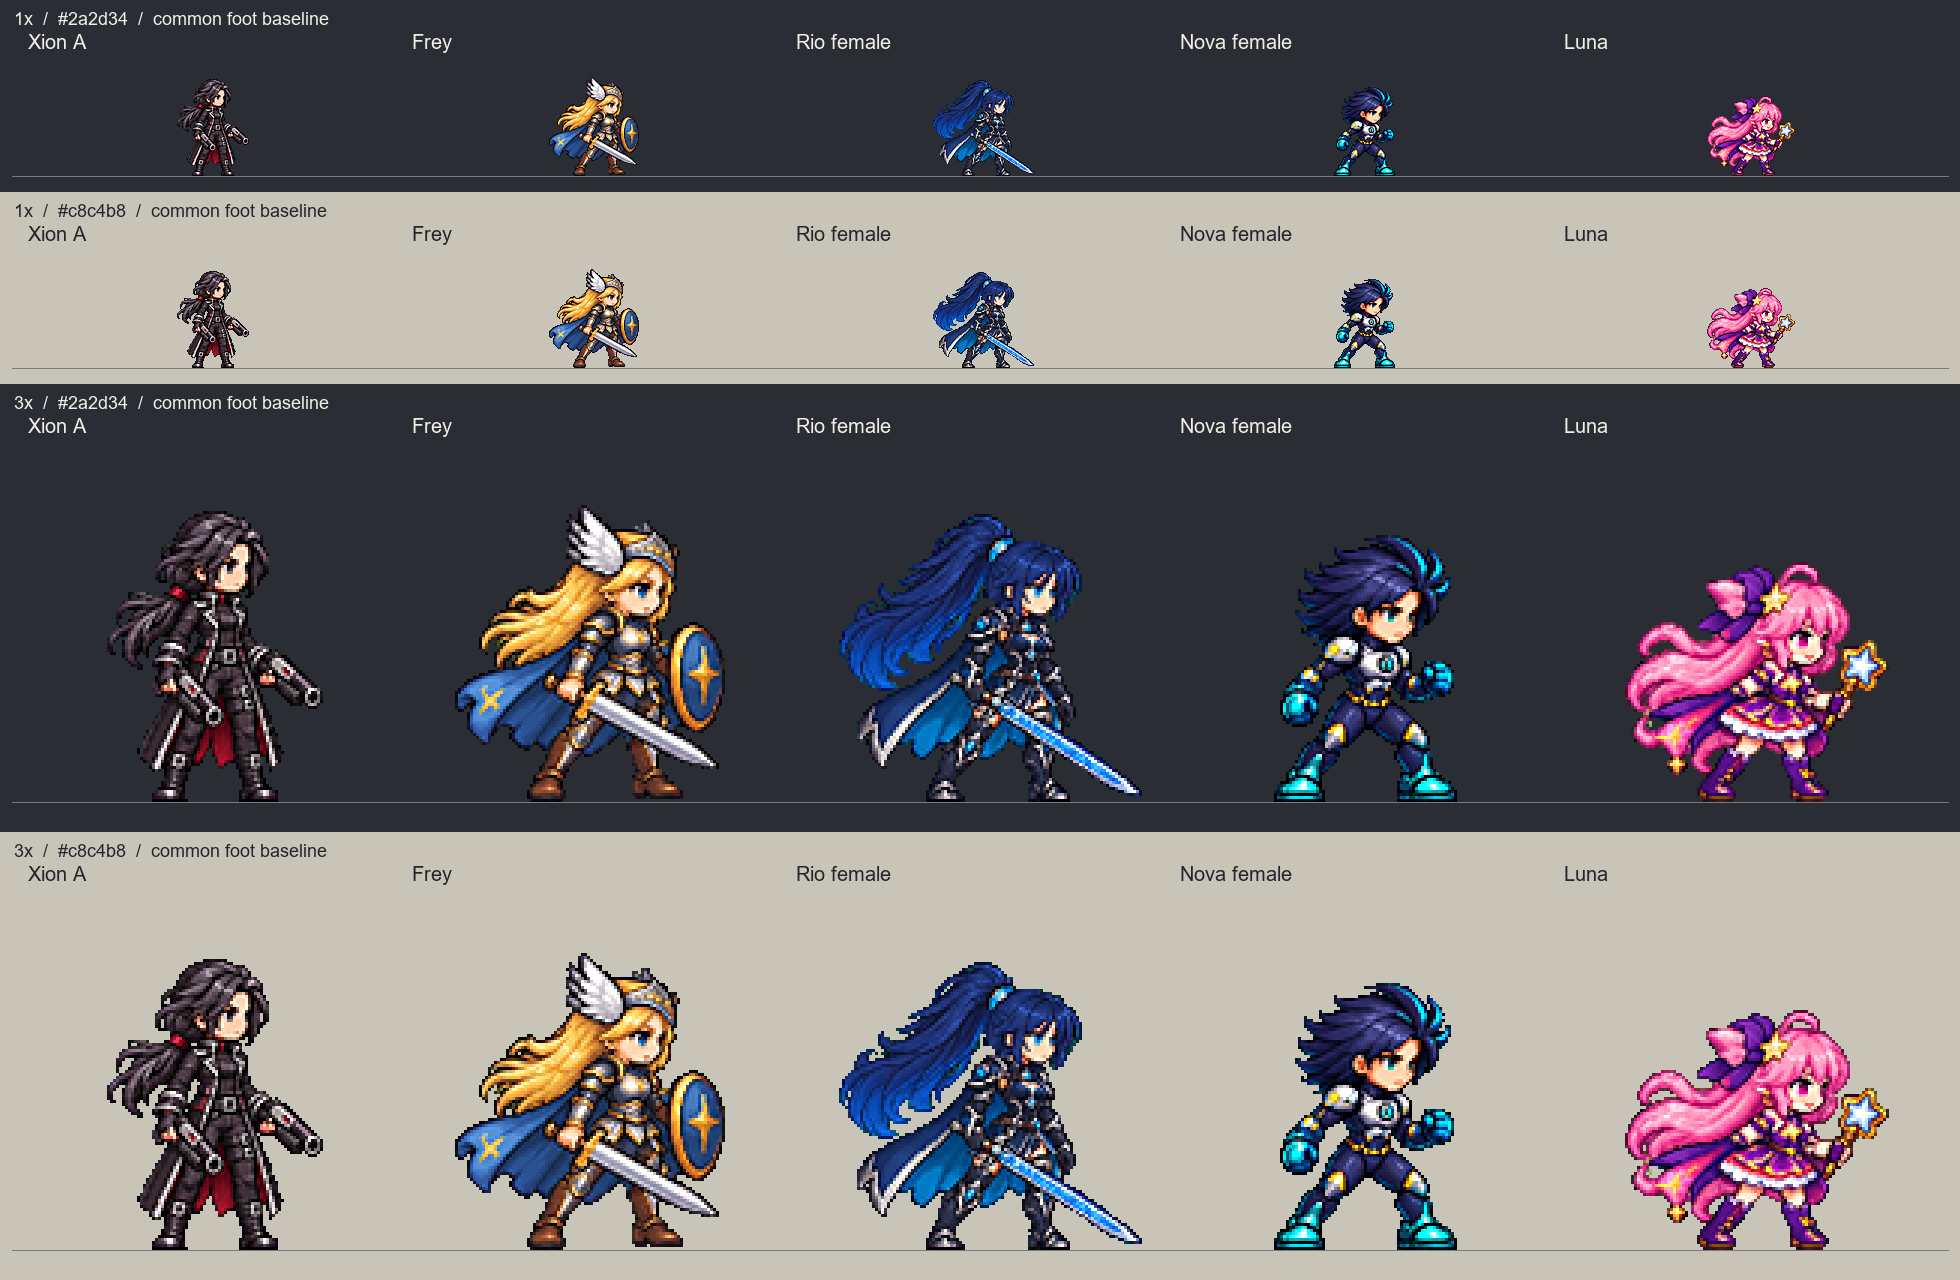 1x / #2a2d34 / common foot baseline
Xion A Frey Rio female Nova female Luna
1x / #c8c4b8 / common foot baseline
Xion A Frey Rio female Nova female Luna
3x / #2a2d34 / common foot baseline
Xion A Frey Rio female Nova female Luna
3x / #c8c4b8 / common foot baseline
Xion A Frey Rio female Nova female Luna